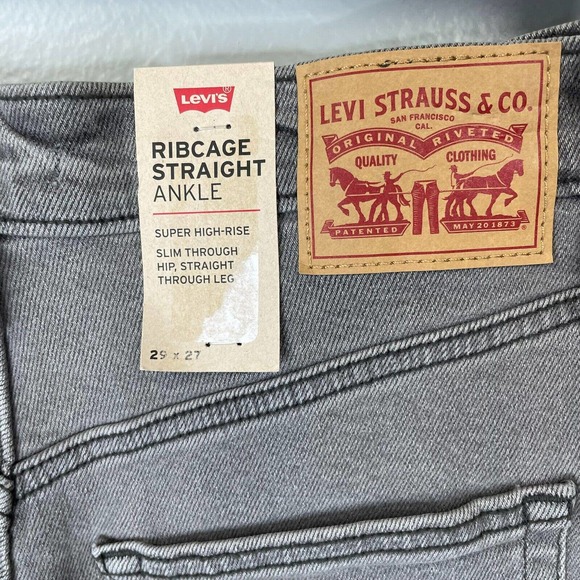 LEVI'S®
RIBCAGE
STRAIGHT
ANKLE
SUPER HIGH-RISE
SLIM THROUGH
HIP, STRAIGHT
THROUGH LEG
29 x 27
LEVI STRAUSS & CO.
SAN FRANCISCO
CAL.
ORIGINAL RIVETED
QUALITY CLOTHING
PATENTED MAY 20 1873
®